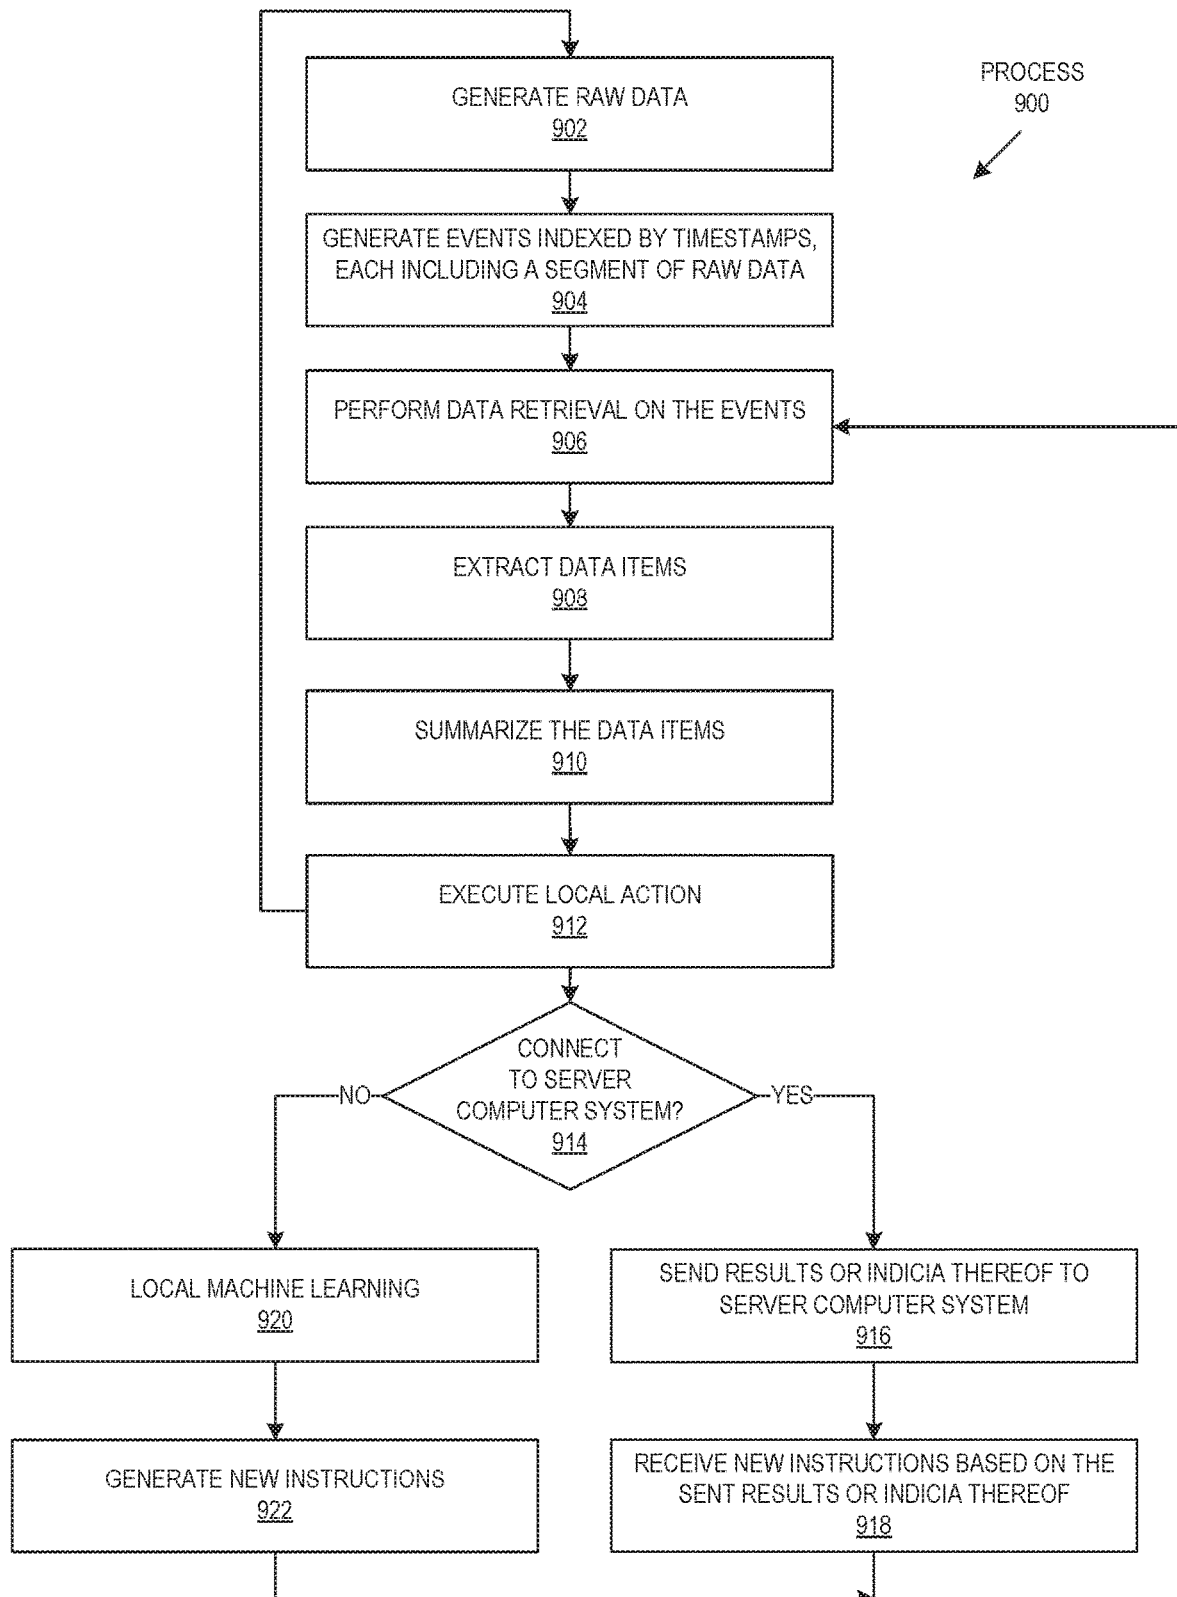 PROCESS
900
GENERATE RAW DATA
902
GENERATE EVENTS INDEXED BY TIMESTAMPS,
EACH INCLUDING A SEGMENT OF RAW DATA
904
PERFORM DATA RETRIEVAL ON THE EVENTS
906
EXTRACT DATA ITEMS
908
SUMMARIZE THE DATA ITEMS
910
EXECUTE LOCAL ACTION
912
CONNECT
TO SERVER
COMPUTER SYSTEM?
914
NO
YES
LOCAL MACHINE LEARNING
920
SEND RESULTS OR INDICIA THEREOF TO
SERVER COMPUTER SYSTEM
916
GENERATE NEW INSTRUCTIONS
922
RECEIVE NEW INSTRUCTIONS BASED ON THE
SENT RESULTS OR INDICIA THEREOF
918